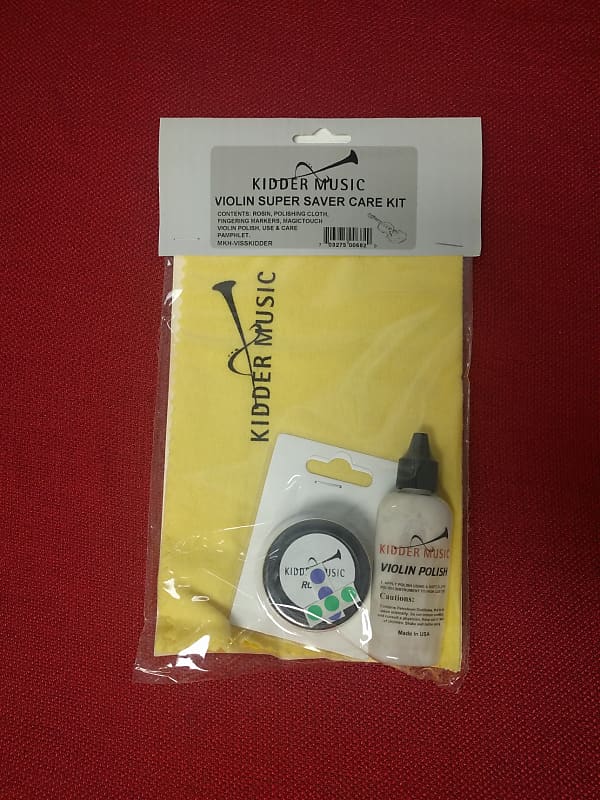 KIDDER MUSIC
VIOLIN SUPER SAVER CARE KIT
CONTENTS: ROSIN, POLISHING CLOTH,
FINGERING MARKERS, MAGICTOUCH
VIOLIN POLISH, USE & CARE
PAMPHLET.
MKH-VISSKIDDER
KIDDER MUSIC
KIDDER MUSIC
KIDDER MUSIC
VIOLIN POLISH
Cautions:
Made in USA